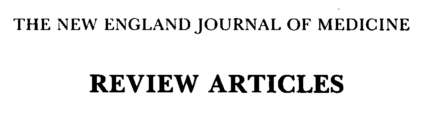 THE NEW ENGLAND JOURNAL OF MEDICINE
REVIEW ARTICLES